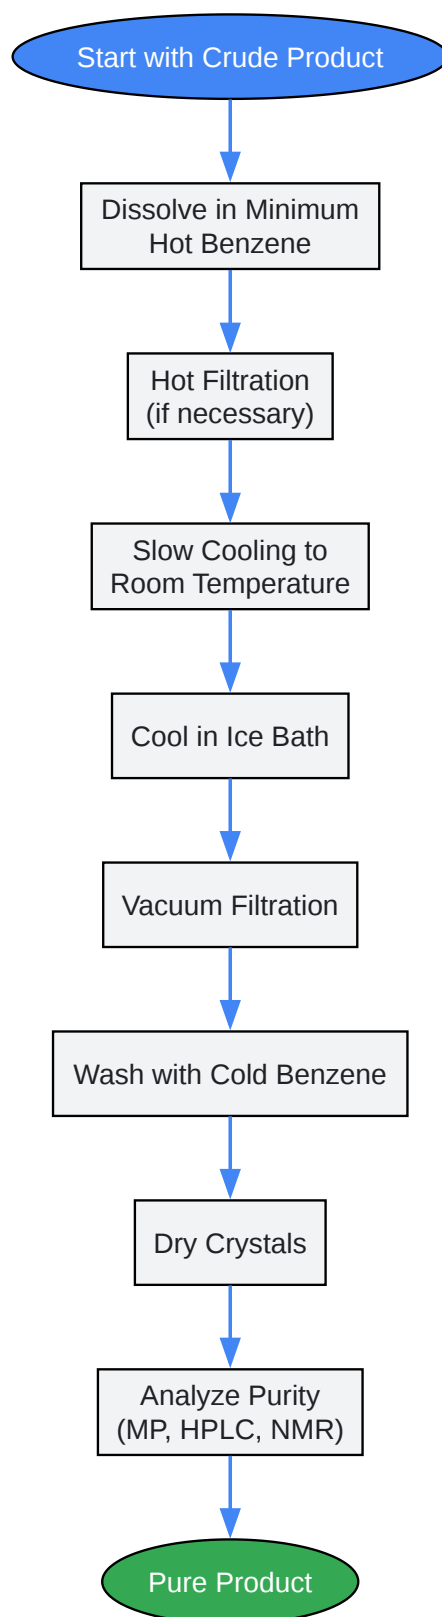 Start with Crude Product
Dissolve in Minimum
Hot Benzene
Hot Filtration
(if necessary)
Slow Cooling to
Room Temperature
Cool in Ice Bath
Vacuum Filtration
Wash with Cold Benzene
Dry Crystals
Analyze Purity
(MP, HPLC, NMR)
Pure Product